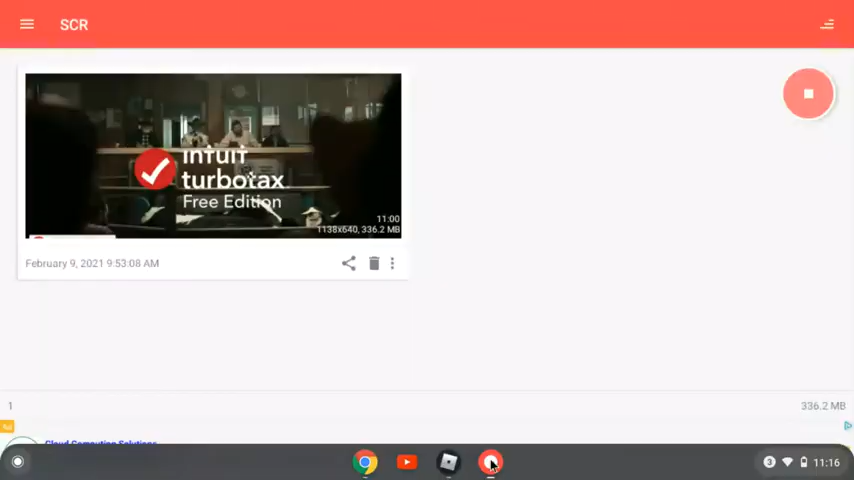 SCR
intuit
turbotax
Free Edition
11:00
1138x640, 336.2 MB
February 9, 2021 9:53:08 AM
1
336.2 MB
Ad
Cloud Computing Solutions
3
11:16